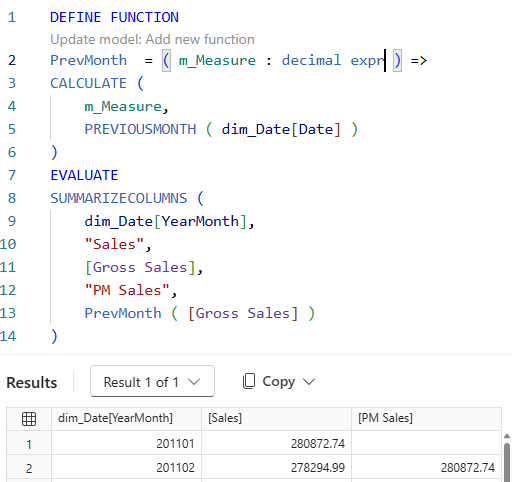 1 DEFINE FUNCTION
Update model: Add new function
2 PrevMonth = ( m_Measure : decimal expr ) =>
3 CALCULATE (
4 m_Measure,
5 PREVIOUSMONTH ( dim_Date[Date] )
6 )
7 EVALUATE
8 SUMMARIZECOLUMNS (
9 dim_Date[YearMonth],
10 "Sales",
11 [Gross Sales],
12 "PM Sales",
13 PrevMonth ( [Gross Sales] )
14 )
Results Result 1 of 1 Copy
dim_Date[YearMonth] [Sales] [PM Sales]
1 201101 280872.74
2 201102 278294.99 280872.74